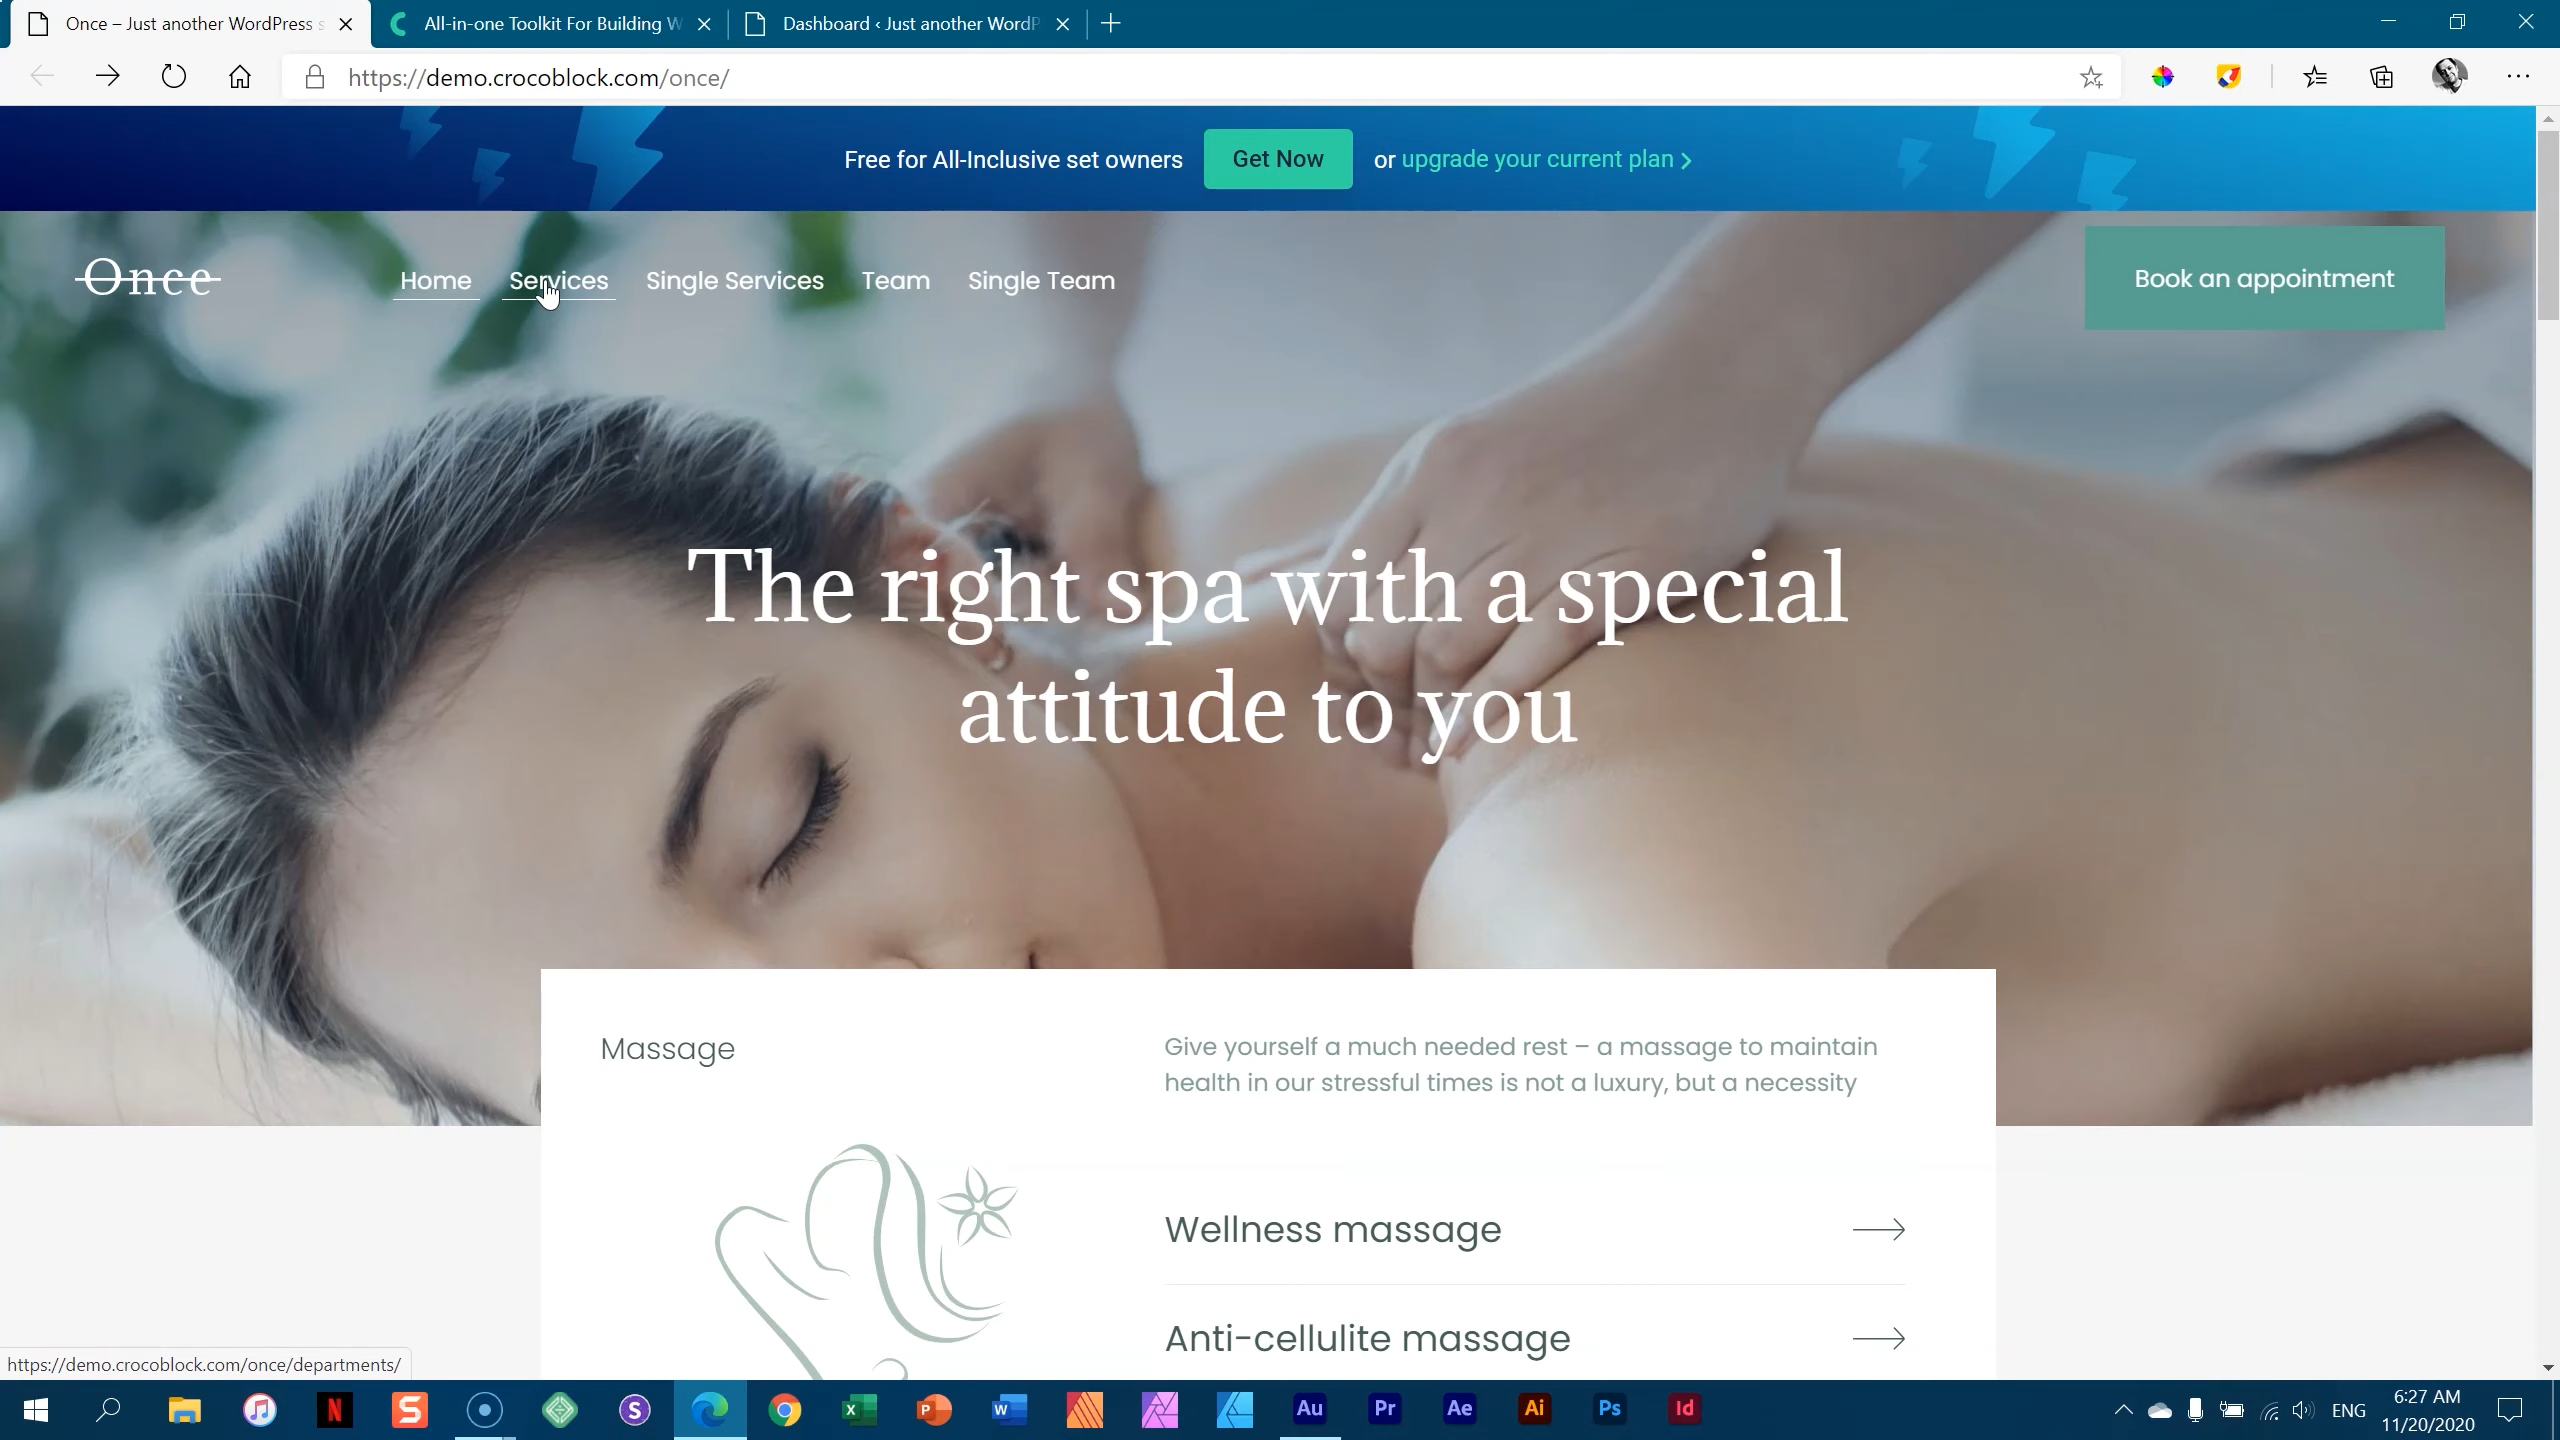 Once – Just another WordPress s
All-in-one Toolkit For Building W
Dashboard ‹ Just another WordP
https://demo.crocoblock.com/once/
Free for All-Inclusive set owners
Get Now
or upgrade your current plan
Once
Home
Services
Single Services
Team
Single Team
Book an appointment
The right spa with a special
attitude to you
Massage
Give yourself a much needed rest – a massage to maintain
health in our stressful times is not a luxury, but a necessity
Wellness massage
Anti-cellulite massage
https://demo.crocoblock.com/once/departments/
N
S
S
X
P
W
Au
Pr
Ae
Ai
Ps
Id
ENG
6:27 AM
11/20/2020